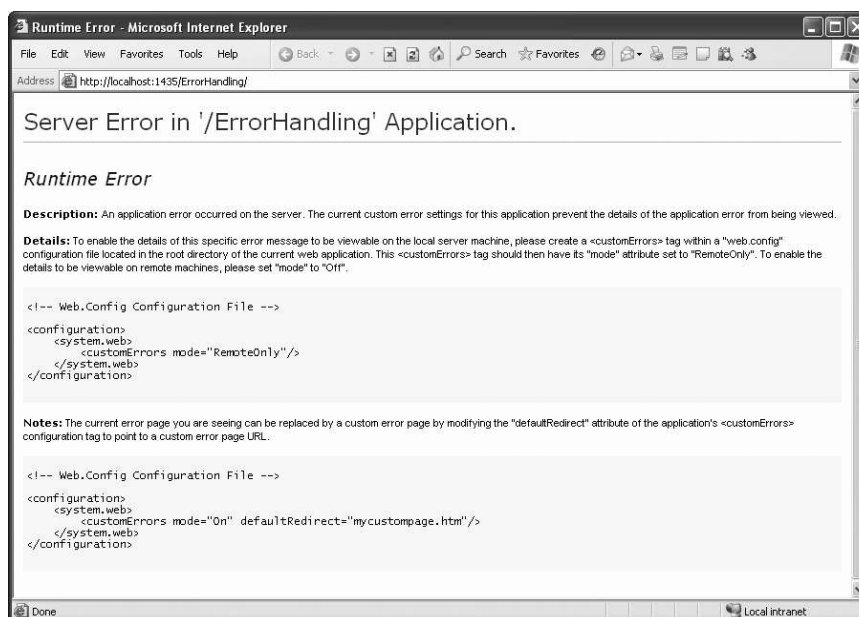 Runtime Error - Microsoft Internet Explorer
File Edit View Favorites Tools Help Back Search Favorites
Address http://localhost:1435/ErrorHandling/
Server Error in '/ErrorHandling' Application.
Runtime Error
Description: An application error occurred on the server. The current custom error settings for this application prevent the details of the application error from being viewed.
Details: To enable the details of this specific error message to be viewable on the local server machine, please create a <customErrors> tag within a "web.config"
configuration file located in the root directory of the current web application. This <customErrors> tag should then have its "mode" attribute set to "RemoteOnly". To enable the
details to be viewable on remote machines, please set "mode" to "Off".
<!-- Web.Config Configuration File -->
<configuration>
<system.web>
<customErrors mode="RemoteOnly"/>
</system.web>
</configuration>
Notes: The current error page you are seeing can be replaced by a custom error page by modifying the "defaultRedirect" attribute of the application's <customErrors>
configuration tag to point to a custom error page URL.
<!-- Web.Config Configuration File -->
<configuration>
<system.web>
<customErrors mode="On" defaultRedirect="mycustompage.htm"/>
</system.web>
</configuration>
Done Local intranet